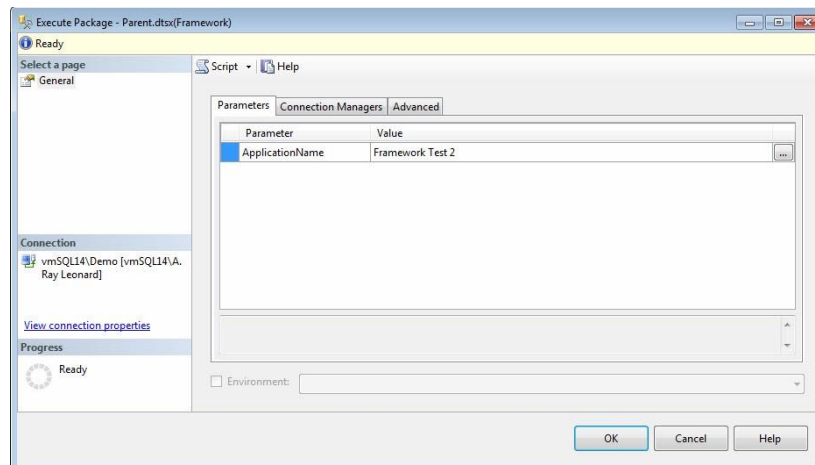 Execute Package - Parent.dtsx(Framework)
Ready
Select a page
General
Script
Help
Parameters
Connection Managers
Advanced
Parameter Value
ApplicationName Framework Test 2
...
Connection
vmSQL14\Demo [vmSQL14\A.
Ray Leonard]
View connection properties
Progress
Ready
Environment:
OK
Cancel
Help